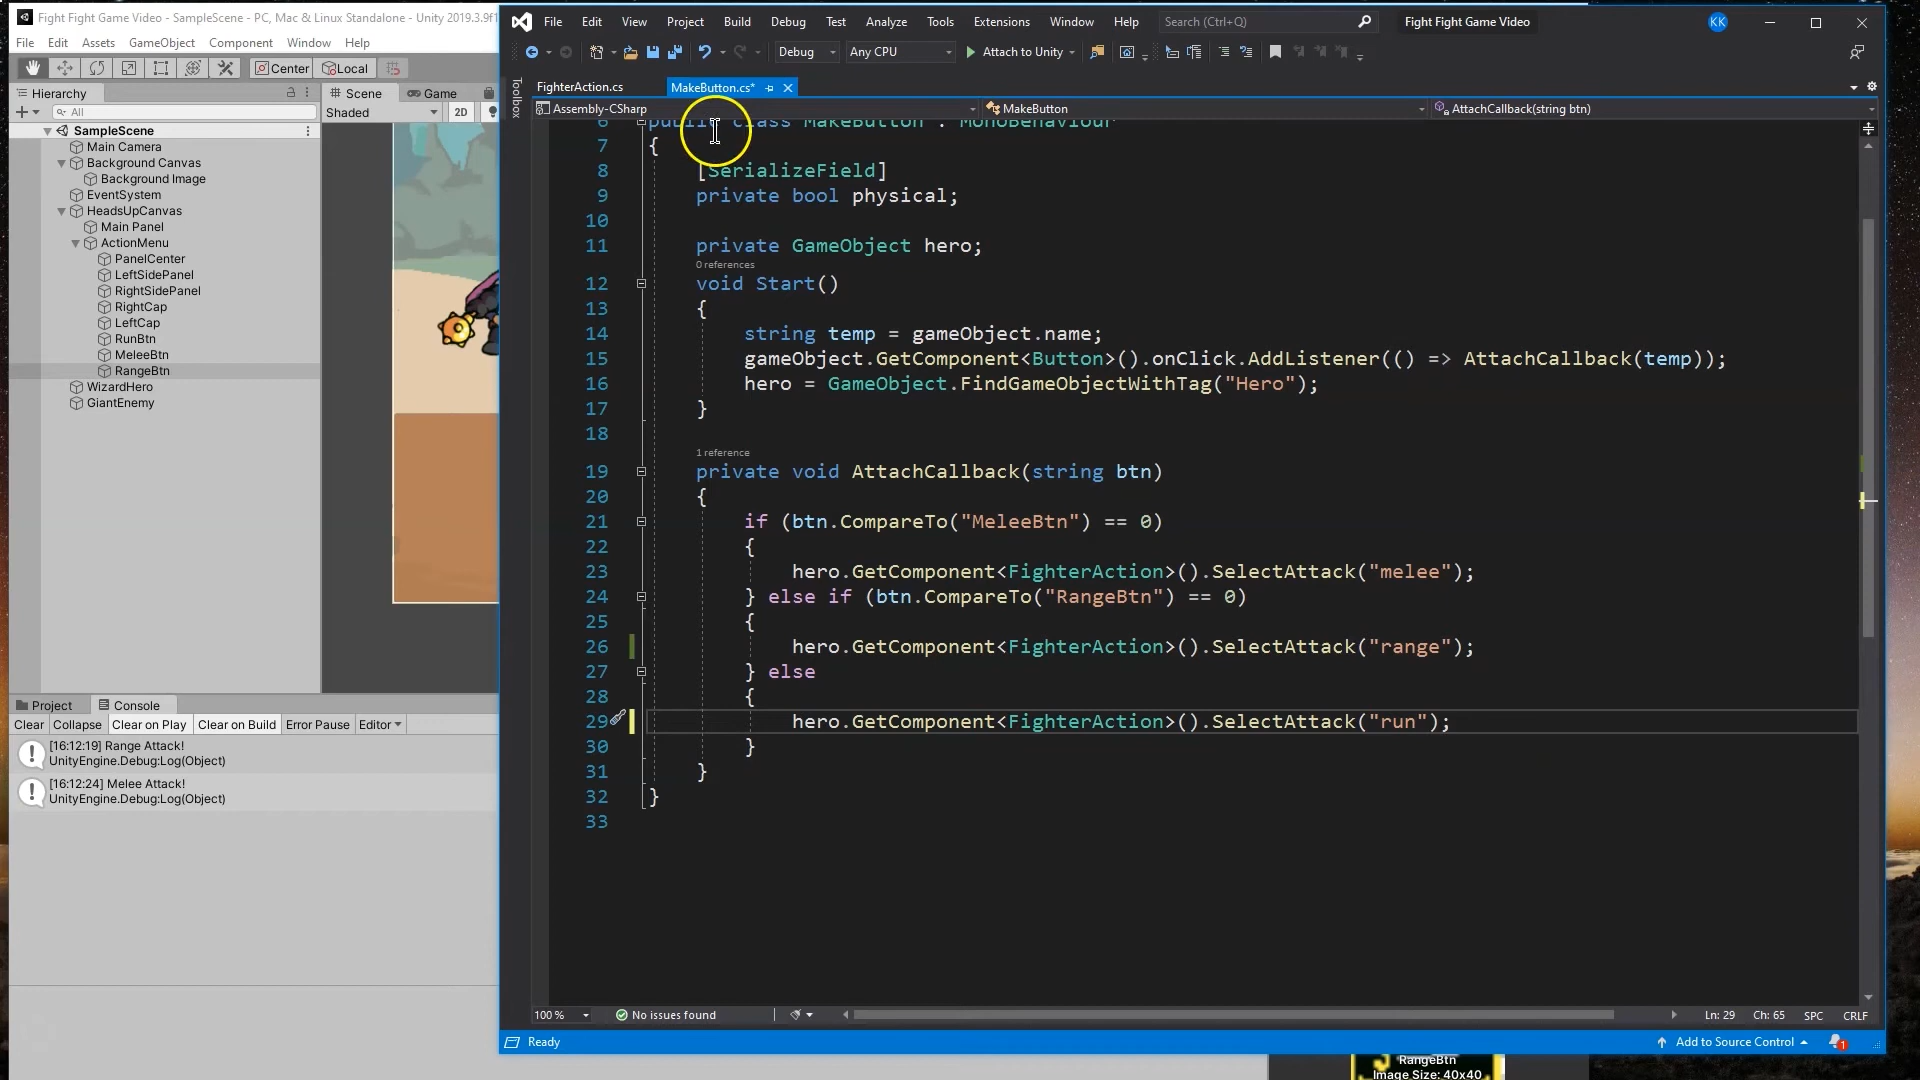 Fight Fight Game Video - SampleScene - PC, Mac & Linux Standalone - Unity 2019.3.9f1
File Edit Assets GameObject Component Window Help
Center Local
Hierarchy
All
SampleScene
Main Camera
Background Canvas
Background Image
EventSystem
HeadsUpCanvas
Main Panel
ActionMenu
PanelCenter
LeftSidePanel
RightSidePanel
RightCap
LeftCap
RunBtn
MeleeBtn
RangeBtn
WizardHero
GiantEnemy
Scene Game
Shaded 2D
Project Console
Clear Collapse Clear on Play Clear on Build Error Pause Editor
[16:12:19] Range Attack!
UnityEngine.Debug:Log(Object)
[16:12:24] Melee Attack!
UnityEngine.Debug:Log(Object)
File Edit View Project Build Debug Test Analyze Tools Extensions Window Help Search (Ctrl+Q) Fight Fight Game Video KK
Debug Any CPU Attach to Unity
Toolbox
FighterAction.cs MakeButton.cs*
Assembly-CSharp MakeButton AttachCallback(string btn)
6 public class MakeButton : MonoBehaviour
7 {
8 [SerializeField]
9 private bool physical;
10
11 private GameObject hero;
0 references
12 void Start()
13 {
14 string temp = gameObject.name;
15 gameObject.GetComponent<Button>().onClick.AddListener(() => AttachCallback(temp));
16 hero = GameObject.FindGameObjectWithTag("Hero");
17 }
18
1 reference
19 private void AttachCallback(string btn)
20 {
21 if (btn.CompareTo("MeleeBtn") == 0)
22 {
23 hero.GetComponent<FighterAction>().SelectAttack("melee");
24 } else if (btn.CompareTo("RangeBtn") == 0)
25 {
26 hero.GetComponent<FighterAction>().SelectAttack("range");
27 } else
28 {
29 hero.GetComponent<FighterAction>().SelectAttack("run");
30 }
31 }
32 }
33
100 % No issues found Ln: 29 Ch: 65 SPC CRLF
Ready Add to Source Control 1
RangeBtn
Image Size: 40x40